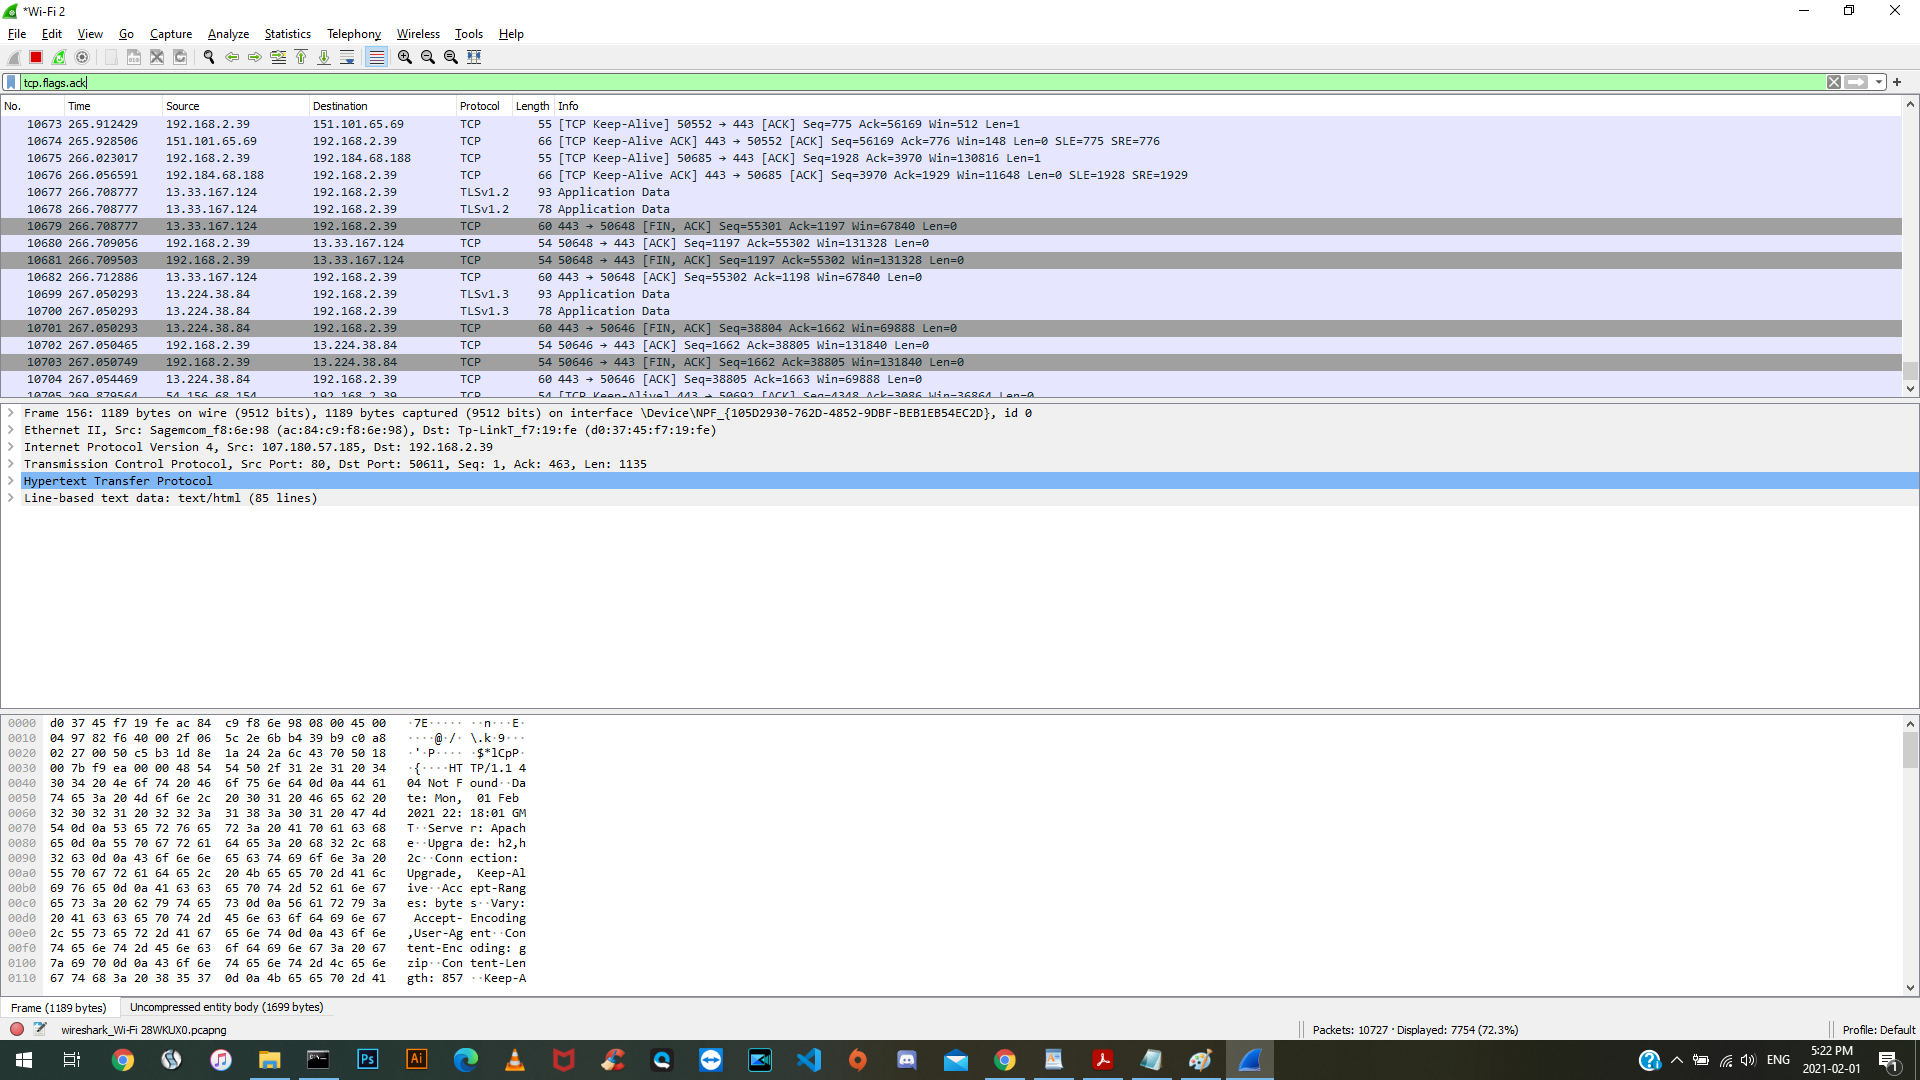 *Wi-Fi 2
File Edit View Go Capture Analyze Statistics Telephony Wireless Tools Help
tcp.flags.ack
No. Time Source Destination Protocol Length Info
10673 265.912429 192.168.2.39 151.101.65.69 TCP 55 [TCP Keep-Alive] 50552 → 443 [ACK] Seq=775 Ack=56169 Win=512 Len=1
10674 265.928506 151.101.65.69 192.168.2.39 TCP 66 [TCP Keep-Alive ACK] 443 → 50552 [ACK] Seq=56169 Ack=776 Win=148 Len=0 SLE=775 SRE=776
10675 266.023017 192.168.2.39 192.184.68.188 TCP 55 [TCP Keep-Alive] 50685 → 443 [ACK] Seq=1928 Ack=3970 Win=130816 Len=1
10676 266.056591 192.184.68.188 192.168.2.39 TCP 66 [TCP Keep-Alive ACK] 443 → 50685 [ACK] Seq=3970 Ack=1929 Win=11648 Len=0 SLE=1928 SRE=1929
10677 266.708777 13.33.167.124 192.168.2.39 TLSv1.2 93 Application Data
10678 266.708777 13.33.167.124 192.168.2.39 TLSv1.2 78 Application Data
10679 266.708777 13.33.167.124 192.168.2.39 TCP 60 443 → 50648 [FIN, ACK] Seq=55301 Ack=1197 Win=67840 Len=0
10680 266.709056 192.168.2.39 13.33.167.124 TCP 54 50648 → 443 [ACK] Seq=1197 Ack=55302 Win=131328 Len=0
10681 266.709503 192.168.2.39 13.33.167.124 TCP 54 50648 → 443 [FIN, ACK] Seq=1197 Ack=55302 Win=131328 Len=0
10682 266.712886 13.33.167.124 192.168.2.39 TCP 60 443 → 50648 [ACK] Seq=55302 Ack=1198 Win=67840 Len=0
10699 267.050293 13.224.38.84 192.168.2.39 TLSv1.3 93 Application Data
10700 267.050293 13.224.38.84 192.168.2.39 TLSv1.3 78 Application Data
10701 267.050293 13.224.38.84 192.168.2.39 TCP 60 443 → 50646 [FIN, ACK] Seq=38804 Ack=1662 Win=69888 Len=0
10702 267.050465 192.168.2.39 13.224.38.84 TCP 54 50646 → 443 [ACK] Seq=1662 Ack=38805 Win=131840 Len=0
10703 267.050749 192.168.2.39 13.224.38.84 TCP 54 50646 → 443 [FIN, ACK] Seq=1662 Ack=38805 Win=131840 Len=0
10704 267.054469 13.224.38.84 192.168.2.39 TCP 60 443 → 50646 [ACK] Seq=38805 Ack=1663 Win=69888 Len=0
10705 269.879564 54.156.68.154 192.168.2.39 TCP 54 [TCP Keep-Alive] 443 → 50692 [ACK] Seq=4348 Ack=3086 Win=36864 Len=0
Frame 156: 1189 bytes on wire (9512 bits), 1189 bytes captured (9512 bits) on interface \Device\NPF_{105D2930-762D-4852-9DBF-BEB1EB54EC2D}, id 0
Ethernet II, Src: Sagemcom_f8:6e:98 (ac:84:c9:f8:6e:98), Dst: Tp-LinkT_f7:19:fe (d0:37:45:f7:19:fe)
Internet Protocol Version 4, Src: 107.180.57.185, Dst: 192.168.2.39
Transmission Control Protocol, Src Port: 80, Dst Port: 50611, Seq: 1, Ack: 463, Len: 1135
Hypertext Transfer Protocol
Line-based text data: text/html (85 lines)
0000 d0 37 45 f7 19 fe ac 84 c9 f8 6e 98 08 00 45 00 ·7E····· ··n···E·
0010 04 97 82 f6 40 00 2f 06 5c 2e 6b b4 39 b9 c0 a8 ····@·/· \.k·9···
0020 02 27 00 50 c5 b3 1d 8e 1a 24 2a 6c 43 70 50 18 ·'·P···· ·$*lCpP·
0030 00 7b f9 ea 00 00 48 54 54 50 2f 31 2e 31 20 34 ·{····HT TP/1.1 4
0040 30 34 20 4e 6f 74 20 46 6f 75 6e 64 0d 0a 44 61 04 Not F ound··Da
0050 74 65 3a 20 4d 6f 6e 2c 20 30 31 20 46 65 62 20 te: Mon, 01 Feb
0060 32 30 32 31 20 32 32 3a 31 38 3a 30 31 20 47 4d 2021 22: 18:01 GM
0070 54 0d 0a 53 65 72 76 65 72 3a 20 41 70 61 63 68 T··Serve r: Apach
0080 65 0d 0a 55 70 67 72 61 64 65 3a 20 68 32 2c 68 e··Upgra de: h2,h
0090 32 63 0d 0a 43 6f 6e 6e 65 63 74 69 6f 6e 3a 20 2c··Conn ection:
00a0 55 70 67 72 61 64 65 2c 20 4b 65 65 70 2d 41 6c Upgrade, Keep-Al
00b0 69 76 65 0d 0a 41 63 63 65 70 74 2d 52 61 6e 67 ive··Acc ept-Rang
00c0 65 73 3a 20 62 79 74 65 73 0d 0a 56 61 72 79 3a es: byte s··Vary:
00d0 20 41 63 63 65 70 74 2d 45 6e 63 6f 64 69 6e 67 Accept- Encoding
00e0 2c 55 73 65 72 2d 41 67 65 6e 74 0d 0a 43 6f 6e ,User-Ag ent··Con
00f0 74 65 6e 74 2d 45 6e 63 6f 64 69 6e 67 3a 20 67 tent-Enc oding: g
0100 7a 69 70 0d 0a 43 6f 6e 74 65 6e 74 2d 4c 65 6e zip··Con tent-Len
0110 67 74 68 3a 20 38 35 37 0d 0a 4b 65 65 70 2d 41 gth: 857 ··Keep-A
Frame (1189 bytes) Uncompressed entity body (1699 bytes)
wireshark_Wi-Fi 28WKUX0.pcapng Packets: 10727 · Displayed: 7754 (72.3%) Profile: Default
ENG 5:22 PM
2021-02-01